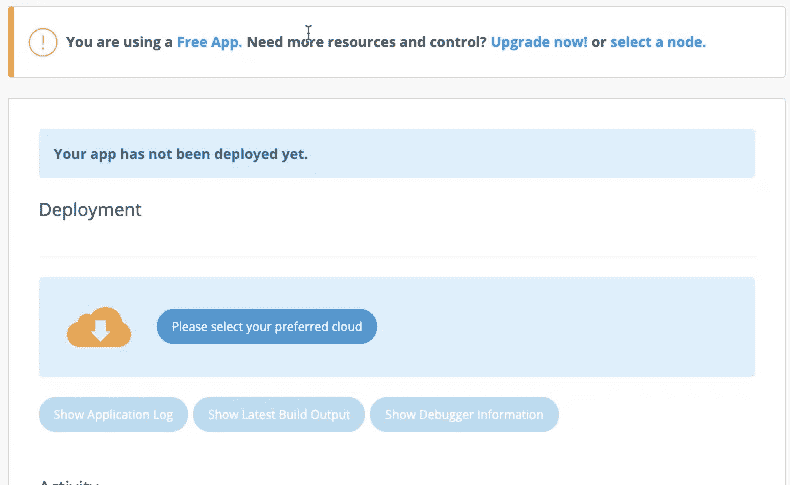 You are using a Free App. Need more resources and control? Upgrade now! or select a node.
Your app has not been deployed yet.
Deployment
Please select your preferred cloud
Show Application Log
Show Latest Build Output
Show Debugger Information
Activity